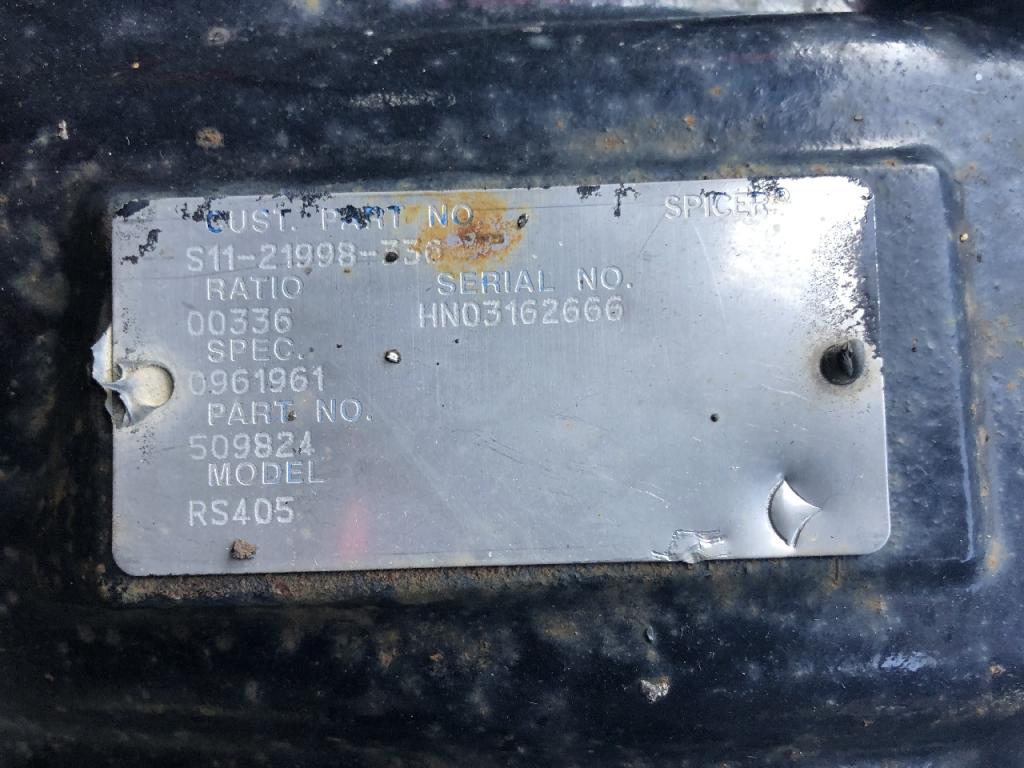 CUST. PART NO. SPICER®
S11-21998-336
RATIO SERIAL NO.
00336 HN03162666
SPEC.
0961961
PART NO.
509824
MODEL
RS405